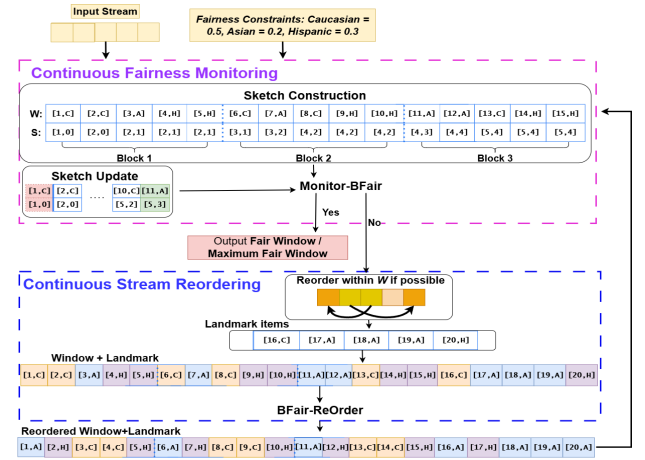 Input Stream
Fairness Constraints: Caucasian =
0.5, Asian = 0.2, Hispanic = 0.3
Continuous Fairness Monitoring
Sketch Construction
W: [1,C] [2,C] [3,A] [4,H] [5,H] [6,C] [7,A] [8,C] [9,H] [10,H] [11,A] [12,A] [13,C] [14,H] [15,H]
S: [1,0] [2,0] [2,1] [2,1] [2,1] [3,1] [3,2] [4,2] [4,2] [4,2] [4,3] [4,4] [5,4] [5,4] [5,4]
Block 1 Block 2 Block 3
Sketch Update
[1,C] [2,C] .... [10,C] [11,A]
[1,0] [2,0] [5,2] [5,3]
Monitor-BFair
Yes No
Output Fair Window /
Maximum Fair Window
Continuous Stream Reordering
Reorder within W if possible
Landmark items
[16,C] [17,A] [18,A] [19,A] [20,H]
Window + Landmark
[1,C] [2,C] [3,A] [4,H] [5,H] [6,C] [7,A] [8,C] [9,H] [10,H] [11,A] [12,A] [13,C] [14,H] [15,H] [16,C] [17,A] [18,A] [19,A] [20,H]
BFair-ReOrder
Reordered Window+Landmark
[1,A] [2,H] [3,C] [4,C] [5,H] [6,A] [7,H] [8,C] [9,C] [10,H] [11,A] [12,H] [13,C] [14,C] [15,H] [16,A] [17,H] [18,A] [19,A] [20,A]